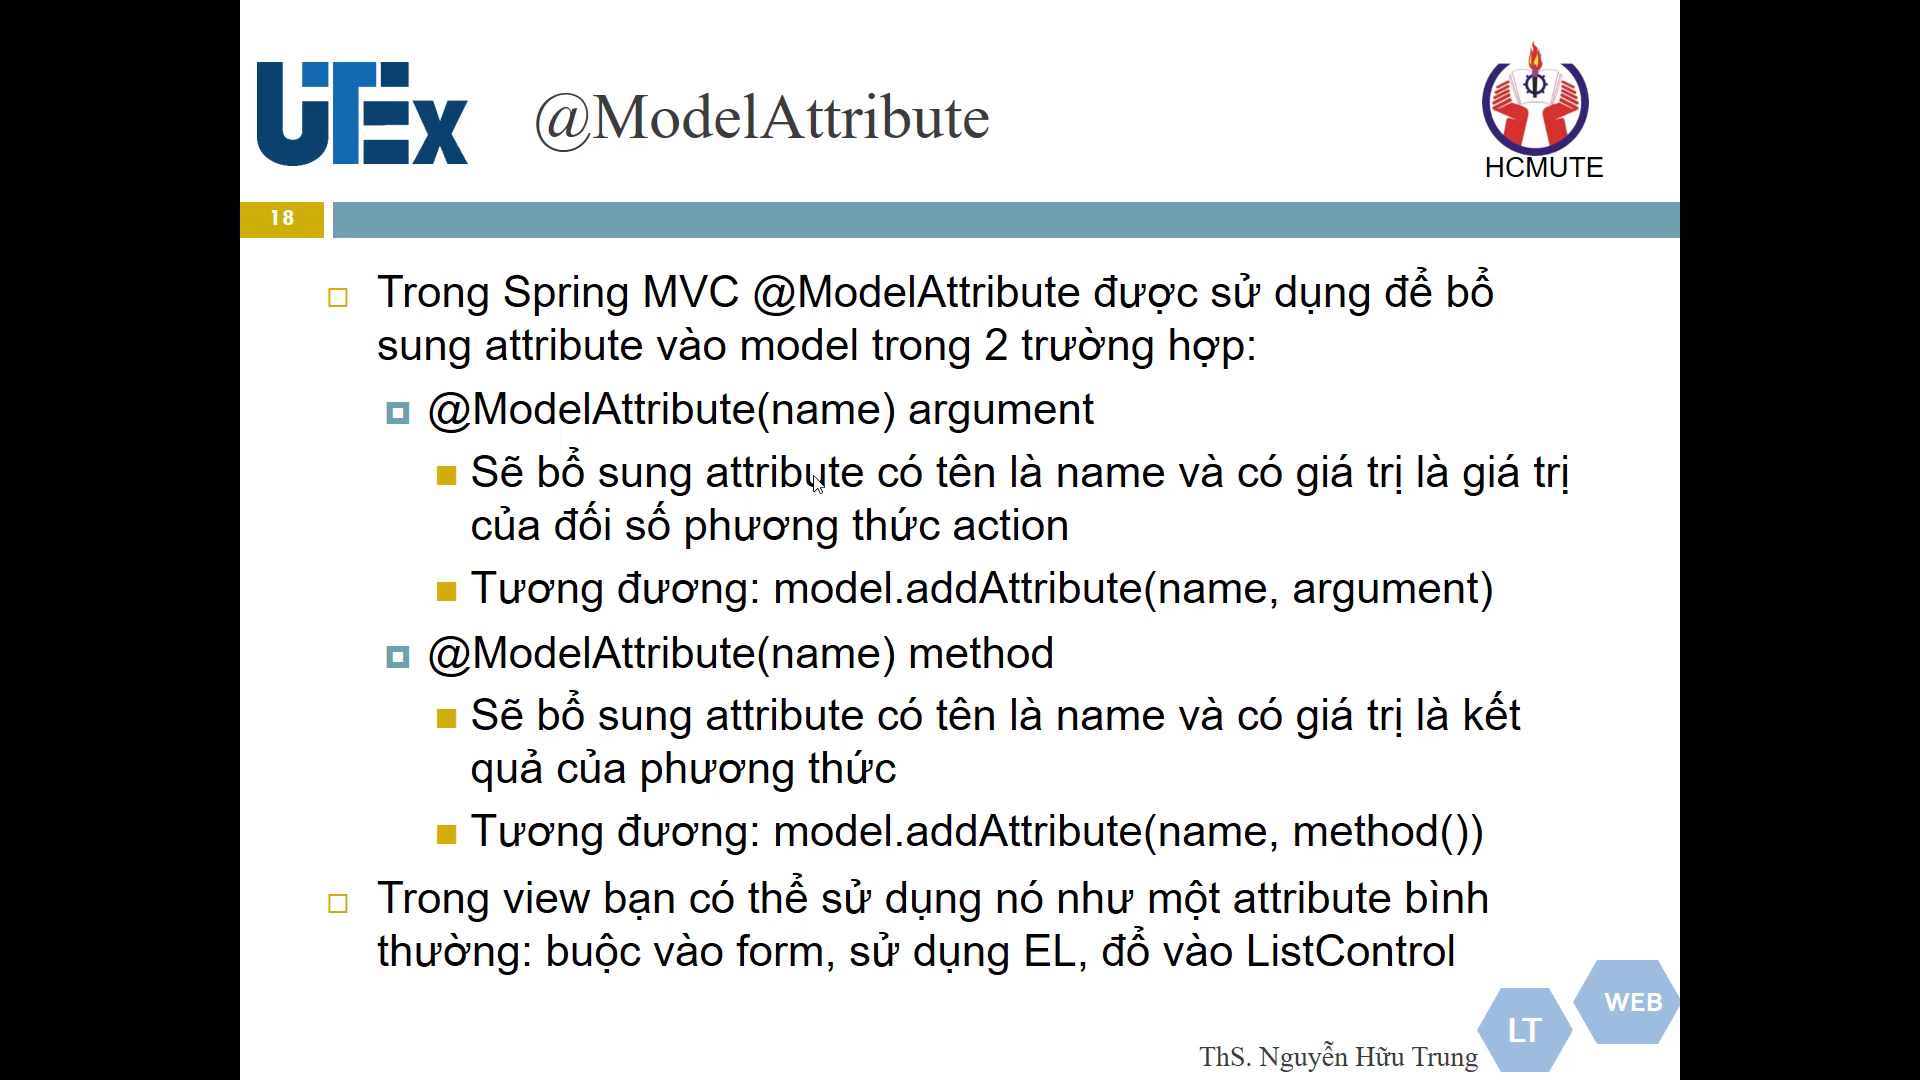 UTEx
@ModelAttribute
HCMUTE
18
Trong Spring MVC @ModelAttribute được sử dụng để bổ
sung attribute vào model trong 2 trường hợp:
@ModelAttribute(name) argument
Sẽ bổ sung attribute có tên là name và có giá trị là giá trị
của đối số phương thức action
Tương đương: model.addAttribute(name, argument)
@ModelAttribute(name) method
Sẽ bổ sung attribute có tên là name và có giá trị là kết
quả của phương thức
Tương đương: model.addAttribute(name, method())
Trong view bạn có thể sử dụng nó như một attribute bình
thường: buộc vào form, sử dụng EL, đổ vào ListControl
WEB
LT
ThS. Nguyễn Hữu Trung